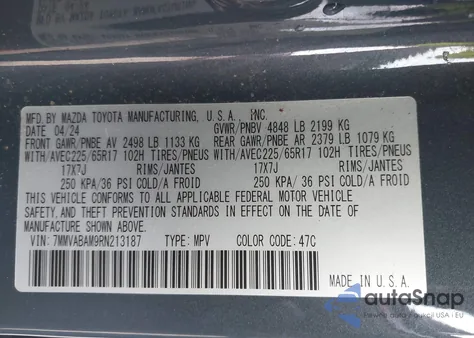 MFD. BY MAZDA TOYOTA MANUFACTURING, U.S.A., INC.
DATE 04/24 GVWR/PNBV 4848 LB 2199 KG
FRONT GAWR/PNBE AV 2498 LB 1133 KG REAR GAWR/PNBE AR 2379 LB 1079 KG
WITH/AVEC225/65R17 102H TIRES/PNEUS WITH/AVEC225/65R17 102H TIRES/PNEUS
17X7J RIMS/JANTES 17X7J RIMS/JANTES
250 KPA/36 PSI COLD/A FROID 250 KPA/36 PSI COLD/A FROID
THIS VEHICLE CONFORMS TO ALL APPLICABLE FEDERAL MOTOR VEHICLE
SAFETY, AND THEFT PREVENTION STANDARDS IN EFFECT ON THE DATE OF
MANUFACTURE SHOWN ABOVE.
VIN: 7MMVABAM9RN213187 TYPE: MPV COLOR CODE: 47C
MADE IN U.S.A.
autoSnap
aukcji USA i EU